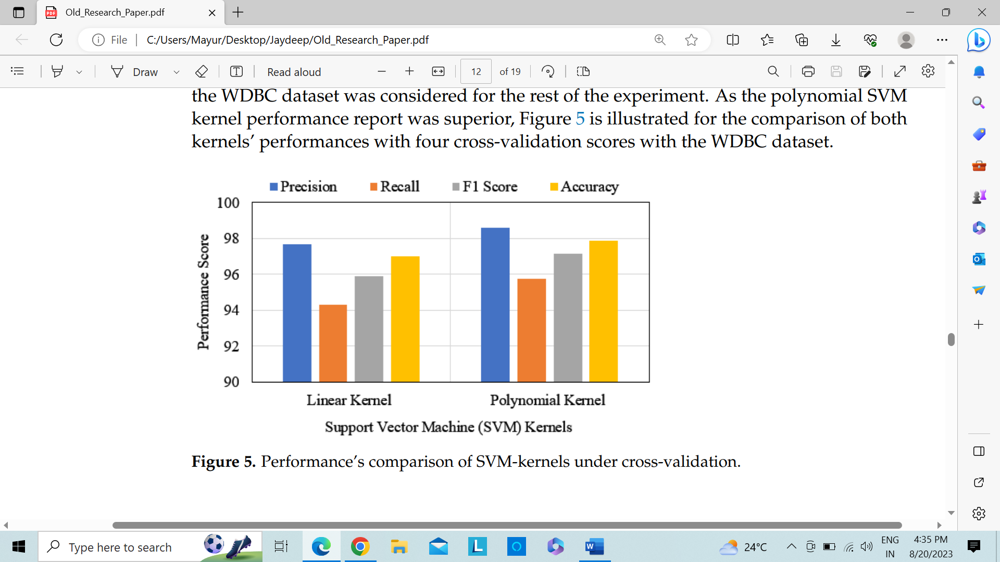 Old_Research_Paper.pdf
File
C:/Users/Mayur/Desktop/Jaydeep/Old_Research_Paper.pdf
Draw
Read aloud
12 of 19
the WDBC dataset was considered for the rest of the experiment. As the polynomial SVM
kernel performance report was superior, Figure 5 is illustrated for the comparison of both
kernels’ performances with four cross-validation scores with the WDBC dataset.
Precision Recall F1 Score Accuracy
100
98
96
94
92
90
Performance Score
Linear Kernel Polynomial Kernel
Support Vector Machine (SVM) Kernels
Figure 5. Performance’s comparison of SVM-kernels under cross-validation.
Type here to search
24°C
ENG
IN
4:35 PM
8/20/2023